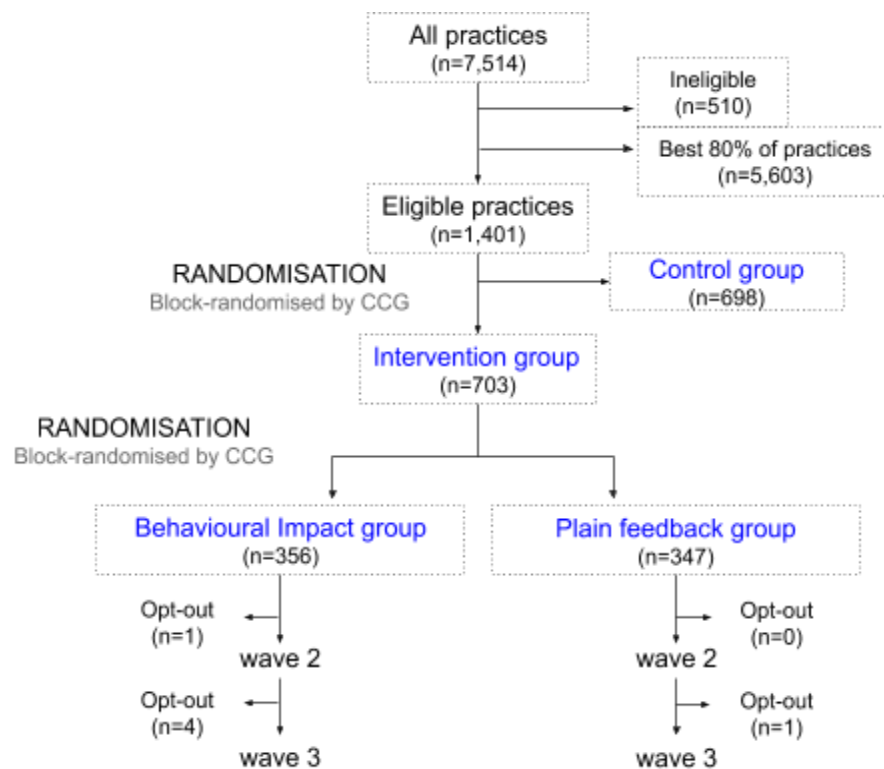 All practices
(n=7,514)
Ineligible
(n=510)
Best 80% of practices
(n=5,603)
Eligible practices
(n=1,401)
RANDOMISATION
Block-randomised by CCG
Control group
(n=698)
Intervention group
(n=703)
RANDOMISATION
Block-randomised by CCG
Behavioural Impact group
(n=356)
Plain feedback group
(n=347)
Opt-out
(n=1)
wave 2
Opt-out
(n=0)
wave 2
Opt-out
(n=4)
wave 3
Opt-out
(n=1)
wave 3